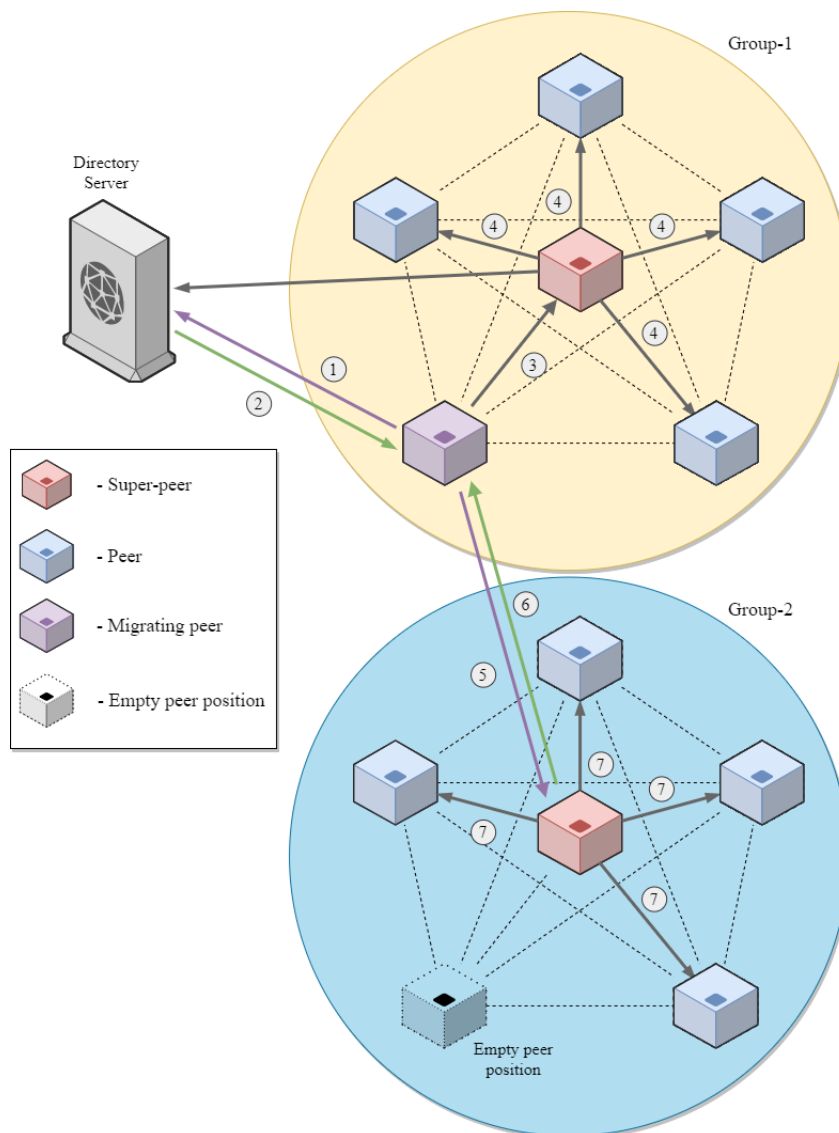 Group-1
Directory
Server
4
4
4
4
3
1
2
- Super-peer
- Peer
- Migrating peer
- Empty peer position
6
5
Group-2
7
7
7
7
Empty peer
position